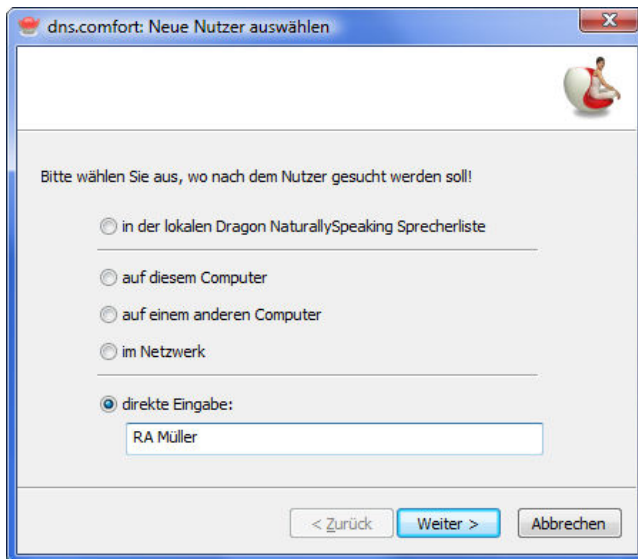 dns.comfort: Neue Nutzer auswählen
Bitte wählen Sie aus, wo nach dem Nutzer gesucht werden soll!
in der lokalen Dragon NaturallySpeaking Sprecherliste
auf diesem Computer
auf einem anderen Computer
im Netzwerk
direkte Eingabe:
RA Müller
< Zurück Weiter > Abbrechen